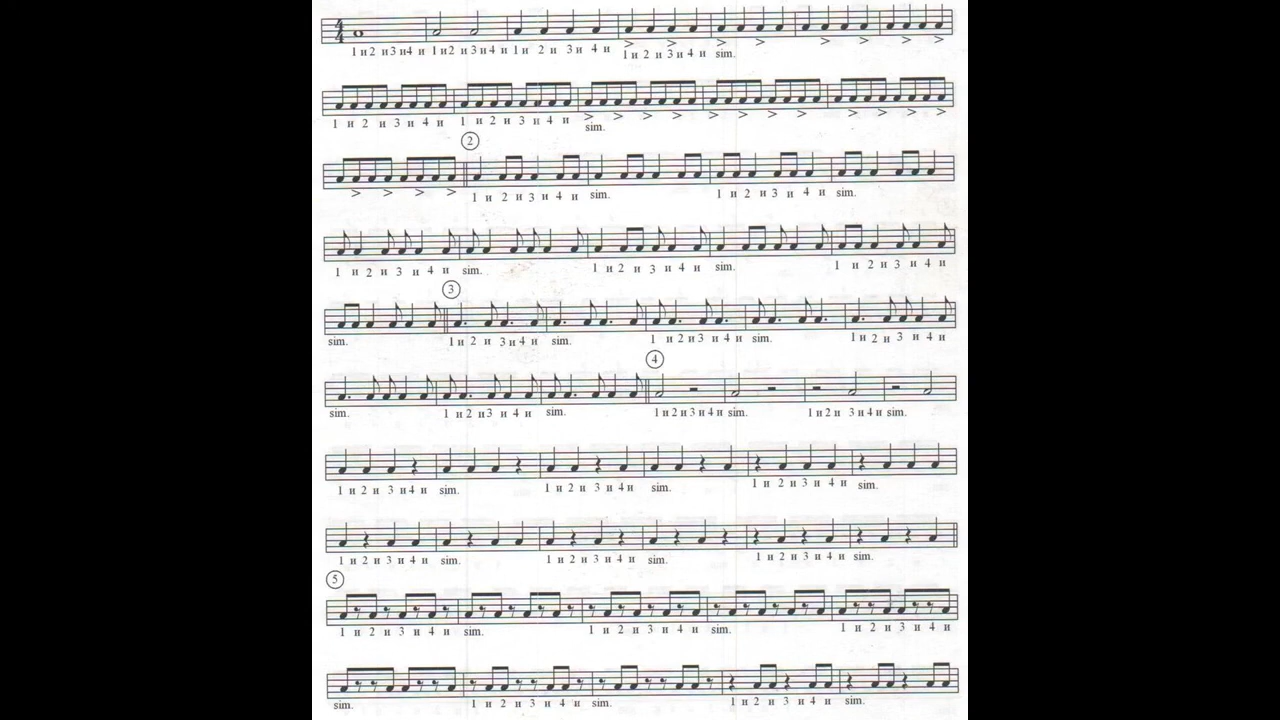 4
4
1 и 2 и 3 и 4 и 1 и 2 и 3 и 4 и 1 и 2 и 3 и 4 и 1 и 2 и 3 и 4 и sim.
1 и 2 и 3 и 4 и 1 и 2 и 3 и 4 и sim.
2
1 и 2 и 3 и 4 и sim. 1 и 2 и 3 и 4 и sim.
1 и 2 и 3 и 4 и sim. 1 и 2 и 3 и 4 и sim. 1 и 2 и 3 и 4 и
3
sim. 1 и 2 и 3 и 4 и sim. 1 и 2 и 3 и 4 и sim. 1 и 2 и 3 и 4 и
4
sim. 1 и 2 и 3 и 4 и sim. 1 и 2 и 3 и 4 и sim. 1 и 2 и 3 и 4 и sim.
1 и 2 и 3 и 4 и sim. 1 и 2 и 3 и 4 и sim. 1 и 2 и 3 и 4 и sim.
1 и 2 и 3 и 4 и sim. 1 и 2 и 3 и 4 и sim. 1 и 2 и 3 и 4 и sim.
5
1 и 2 и 3 и 4 и sim. 1 и 2 и 3 и 4 и sim. 1 и 2 и 3 и 4 и
sim. 1 и 2 и 3 и 4 и sim. 1 и 2 и 3 и 4 и sim.